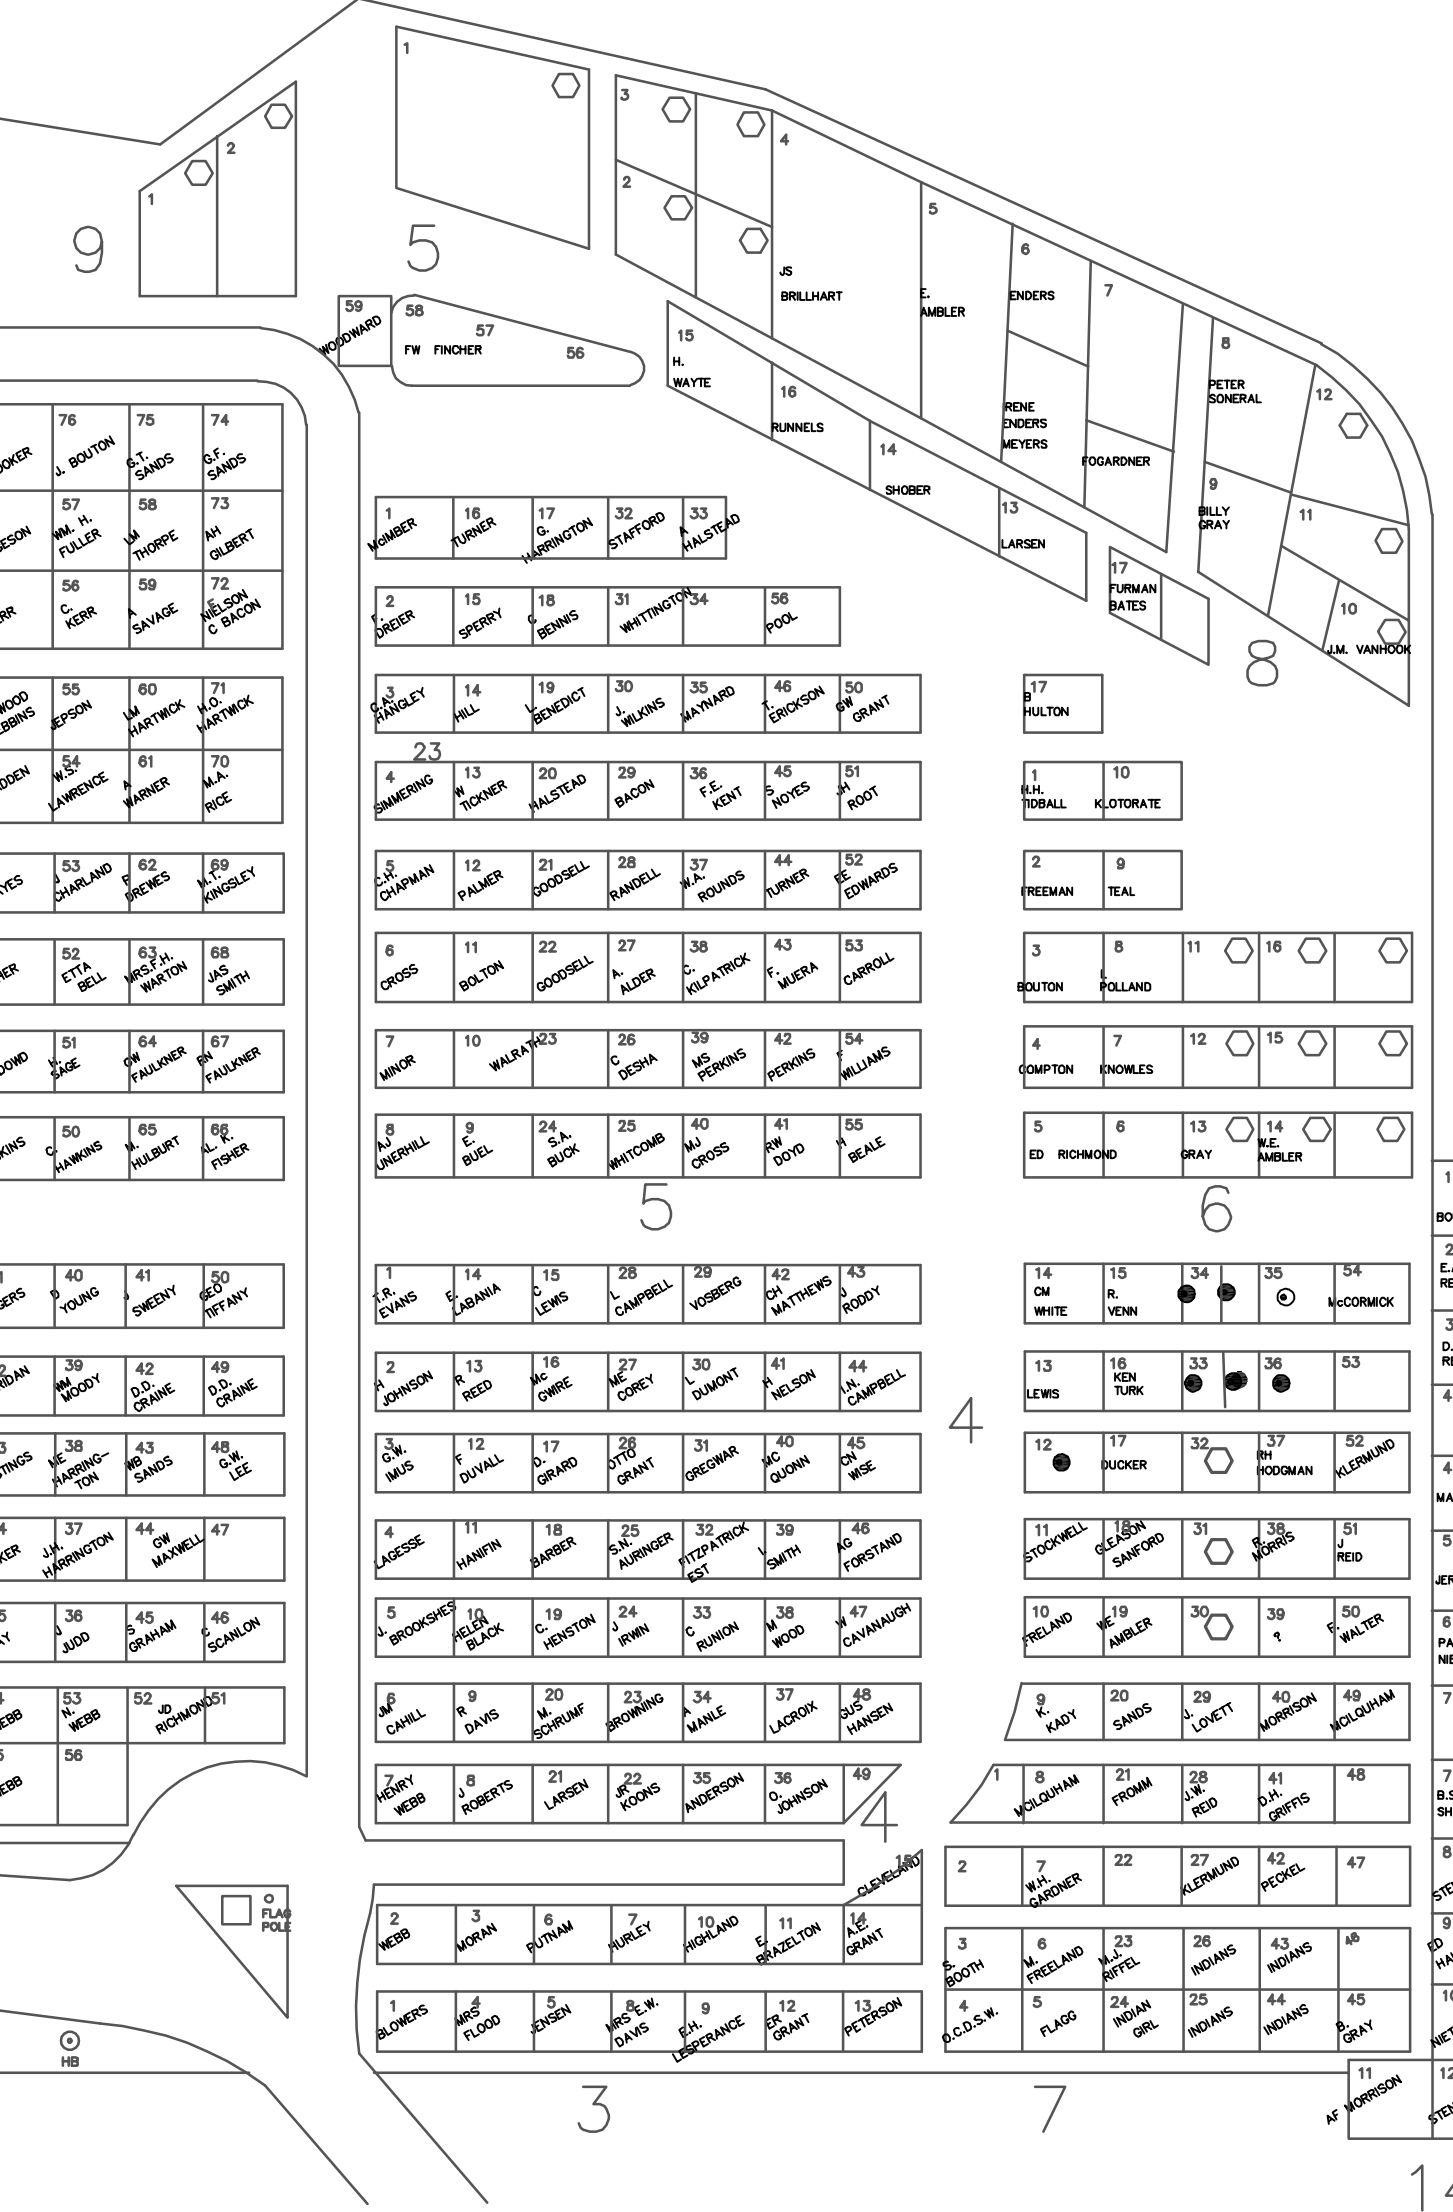 1
3
2
4
5
6
7
8
12
9
11
10
1
2
9
5
JS
BRILLHART
E.
AMBLER
ENDERS
RENE
ENDERS
MEYERS
FOGARDNER
PETER
SONERAL
BILLY
GRAY
J.M. VANHOOK
8
59
WOODWARD
58
57
56
FW FINCHER
15
H.
WAYTE
16
RUNNELS
14
SHOBER
13
LARSEN
17
FURMAN
BATES
76
J. BOUTON
75
G.T.
SANDS
74
G.F.
SANDS
57
WM. H.
FULLER
58
LM
THORPE
73
AH
GILBERT
56
C.
KERR
59
A
SAVAGE
72
NIELSON
C BACON
55
JEPSON
60
LM
HARTWICK
71
H.O.
HARTWICK
54
W.S.
LAWRENCE
61
A
WARNER
70
M.A.
RICE
53
J
CHARLAND
62
F
DREWES
69
M.T.
KINGSLEY
52
ETTA
BELL
63
MRS.F.H.
WARTON
68
JAS
SMITH
51
H.
SAGE
64
GW
FAULKNER
67
RN
FAULKNER
50
C.
HAWKINS
65
M.
HULBURT
66
AL. K.
FISHER
40
D
YOUNG
41
J
SWEENY
50
GEO
TIFFANY
39
WM
MOODY
42
D.D.
CRAINE
49
D.D.
CRAINE
38
ME
HARRING-
TON
43
WB
SANDS
48
G.W.
LEE
37
J.H.
HARRINGTON
44
GW
MAXWELL
47
36
J
JUDD
45
S
GRAHAM
46
C
SCANLON
53
N.
WEBB
52
JD
RICHMOND
51
56
FLAG
POLE
HB
1
McIMBER
16
TURNER
17
G.
HARRINGTON
32
STAFFORD
33
A
HALSTEAD
2
F.
DREIER
15
SPERRY
18
C
BENNIS
31
WHITTINGTON
34
56
POOL
3
C.A.
HANGLEY
14
HILL
19
L.
BENEDICT
30
J.
WILKINS
35
MAYNARD
46
T.
ERICKSON
50
GW
GRANT
23
4
SIMMERING
13
W
TICKNER
20
HALSTEAD
29
BACON
36
F.E.
KENT
45
S
NOYES
51
JH
ROOT
5
C.H.
CHAPMAN
12
PALMER
21
GOODSELL
28
RANDELL
37
W.A.
ROUNDS
44
TURNER
52
EE
EDWARDS
6
CROSS
11
BOLTON
22
GOODSELL
27
A.
ALDER
38
C.
KILPATRICK
43
F.
MUERA
53
CARROLL
7
MINOR
10
WALRATH
23
26
C
DESHA
39
MS
PERKINS
42
PERKINS
54
F
WILLIAMS
8
AJ
UNERHILL
9
E.
BUEL
24
S.A.
BUCK
25
WHITCOMB
40
MJ
CROSS
41
RW
DOYD
55
H
BEALE
5
17
B
HULTON
1
H.H.
TIDBALL
10
KLOTORATE
2
FREEMAN
9
TEAL
3
BOUTON
8
L
POLLAND
11
16
4
COMPTON
7
KNOWLES
12
15
5
ED RICHMOND
6
13
GRAY
14
W.E.
AMBLER
6
1
T.R.
EVANS
14
E.
LABANIA
15
C
LEWIS
28
L
CAMPBELL
29
VOSBERG
42
CH
MATTHEWS
43
J
RODDY
2
H
JOHNSON
13
R
REED
16
Mc
GWIRE
27
ME
COREY
30
L
DUMONT
41
H
NELSON
44
I.N.
CAMPBELL
3
G.W.
IMUS
12
F
DUVALL
17
D.
GIRARD
26
OTTO
GRANT
31
GREGWAR
40
MC
QUONN
45
CN
WISE
4
LAGESSE
11
HANIFIN
18
BARBER
25
S.N.
AURINGER
32
FITZPATRICK
EST
39
L
SMITH
46
AG
FORSTAND
5
J. BROOKSHES
10
HELEN
BLACK
19
C.
HENSTON
24
J
IRWIN
33
C
RUNION
38
M
WOOD
47
W
CAVANAUGH
6
JM
CAHILL
9
R
DAVIS
20
M.
SCHRUMF
23
BROWNING
34
A
MANLE
37
LACROIX
48
GUS
HANSEN
7
HENRY
WEBB
8
J
ROBERTS
21
LARSEN
22
JR
KOONS
35
ANDERSON
36
O.
JOHNSON
49
4
4
14
CM
WHITE
15
R.
VENN
34
35
54
McCORMICK
13
LEWIS
16
KEN
TURK
33
36
53
12
17
DUCKER
32
37
RH
HODGMAN
52
KLERMUND
11
STOCKWELL
18
GLEASON
SANFORD
31
38
R.
MORRIS
51
J
REID
10
FRELAND
19
WE
AMBLER
30
39
?
50
F.
WALTER
9
K.
KADY
20
SANDS
29
J.
LOVETT
40
MORRISON
49
MCILQUHAM
1
8
MCILQUHAM
21
FROMM
28
J.W.
REID
41
D.H.
GRIFFIS
48
2
7
W.H.
GARDNER
22
27
KLERMUND
42
PECKEL
47
3
S.
BOOTH
6
M.
FREELAND
23
M.J.
RIFFEL
26
INDIANS
43
INDIANS
46
4
O.C.D.S.W.
5
FLAGG
24
INDIAN
GIRL
25
INDIANS
44
INDIANS
45
B.
GRAY
15
CLEVELAND
2
WEBB
3
MORAN
6
PUTNAM
7
HURLEY
10
HIGHLAND
11
E.
BRAZELTON
14
A.E.
GRANT
1
BLOWERS
4
MRS
FLOOD
5
JENSEN
8
MRS E.W.
DAVIS
9
E.H.
LESPERANCE
12
ER
GRANT
13
PETERSON
3
7
11
AF MORRISON
12